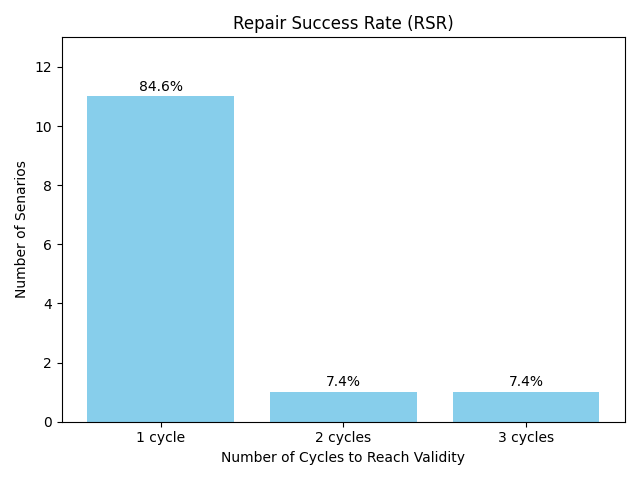 Repair Success Rate (RSR)
Number of Senarios
12
10
8
6
4
2
0
84.6%
7.4%
7.4%
1 cycle
2 cycles
3 cycles
Number of Cycles to Reach Validity